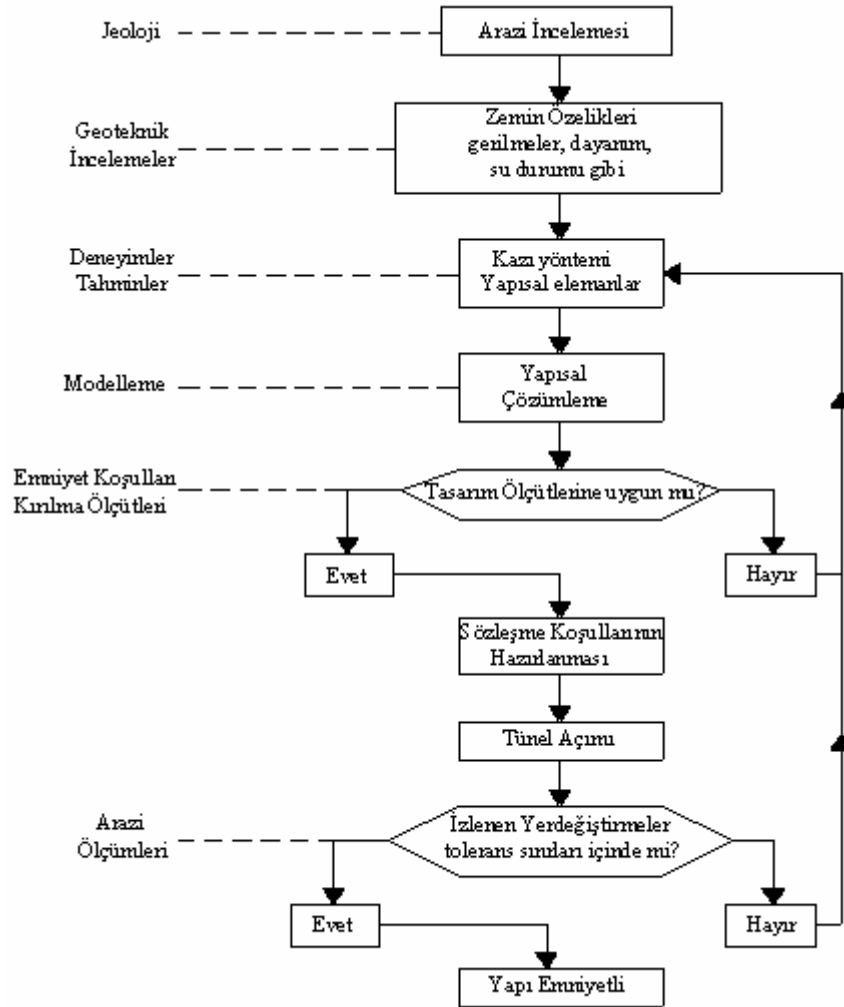 Jeoloji
Arazi İncelemesi
Geoteknik
İncelemeler
Zemin Özelikleri
gerilmeler, dayanım,
su durumu gibi
Deneyimler
Tahminler
Kazı yöntemi
Yapısal elemanlar
Modelleme
Yapısal
Çözümleme
Emniyet Koşulları
Kırılma Ölçütleri
Tasarım Ölçütlerine uygun mu?
Evet
Hayır
Sözleşme Koşullarının
Hazırlanması
Tünel Açımı
Arazi
Ölçümleri
İzlenen Yerdeğiştirmeler
tolerans sınırları içinde mi?
Evet
Hayır
Yapı Emniyetli